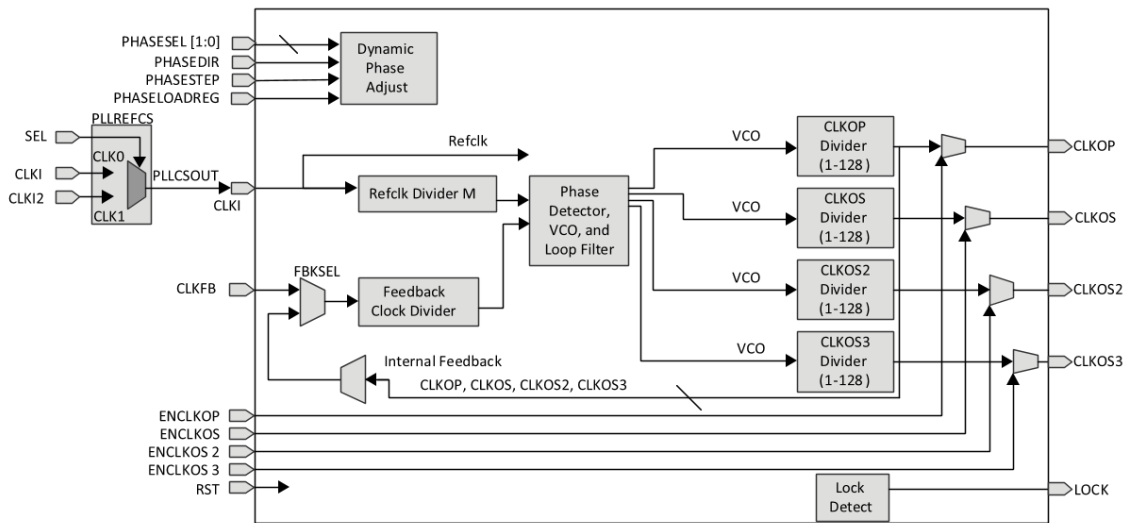 PHASESEL [1:0]
PHASEDIR
PHASESTEP
PHASELOADREG
Dynamic
Phase
Adjust
PLLREFCS
SEL
CLK0
CLKI
CLKI2
CLK1
PLLCSOUT
CLKI
Refclk
Refclk Divider M
Phase
Detector,
VCO, and
Loop Filter
VCO
VCO
VCO
VCO
CLKOP
Divider
(1-128)
CLKOS
Divider
(1-128)
CLKOS2
Divider
(1-128)
CLKOS3
Divider
(1-128)
CLKOP
CLKOS
CLKOS2
CLKOS3
CLKFB
FBKSEL
Feedback
Clock Divider
Internal Feedback
CLKOP, CLKOS, CLKOS2, CLKOS3
ENCLKOP
ENCLKOS
ENCLKOS 2
ENCLKOS 3
RST
Lock
Detect
LOCK